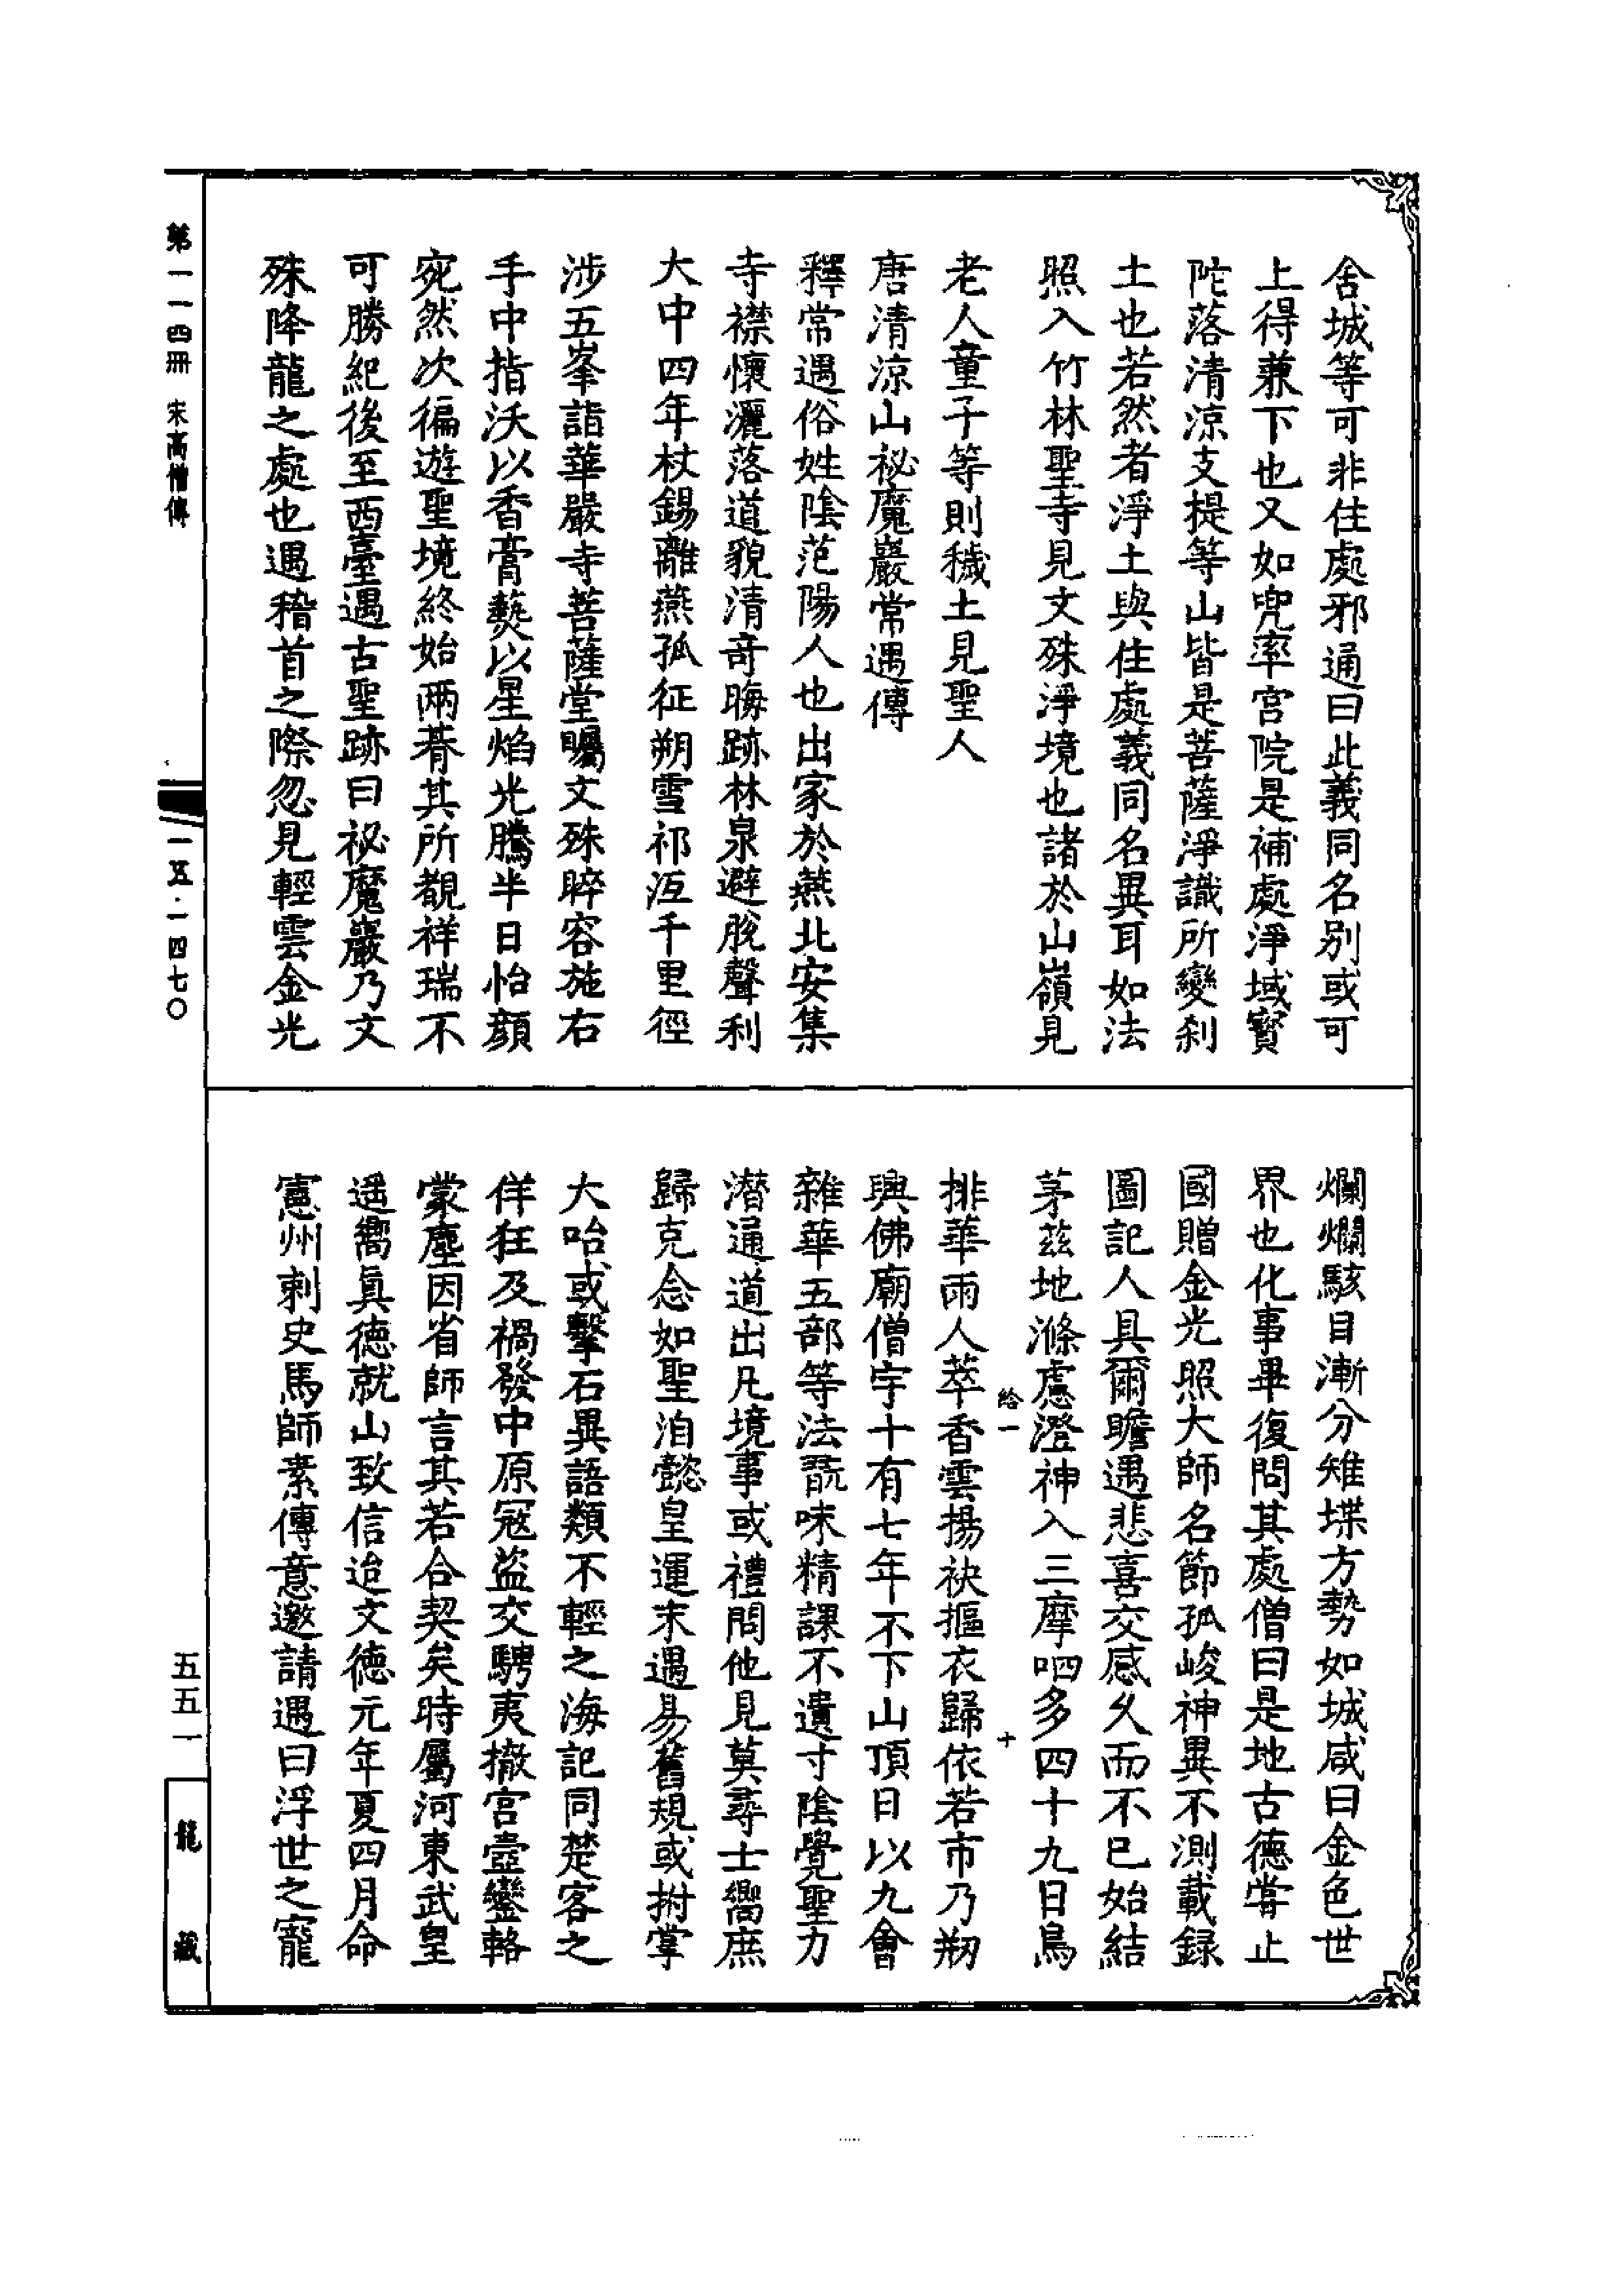 舍城等可非住處邪通曰此義同名別或可
上得兼下也又如兜率宮院是補處淨域寶
陀落清涼支提等山皆是菩薩淨識所變刹
土也若然者淨土與住處義同名異耳如法
照入竹林聖寺見文殊淨境也諸於山嶺見
老人童子等則穢土見聖人
唐清涼山祕魔巖常遇傳
釋常遇俗姓陰范陽人也出家於燕北安集
寺襟懷灑落道貌清奇晦跡林泉避脫聲利
大中四年杖錫離燕孤征朔雪祁沍千里徑
涉五峯詣華嚴寺菩薩堂矚文殊睟容施右
手中指沃以香膏爇以星焰光騰半日怡顔
宛然次徧遊聖境終始兩朞其所覩祥瑞不
可勝紀後至西臺遇古聖跡曰祕魔巖乃文
殊降龍之處也遇稽首之際忽見輕雲金光
爛爛駭目漸分雉堞方勢如城咸曰金色世
界也化事畢復問其處僧曰是地古德嘗止
國贈金光照大師名節孤峻神異不測載録
圖記人具爾瞻遇悲喜交感久而不已始結
茅茲地滌慮澄神入三摩呬多四十九日鳥
排華雨人萃香雲揚袂摳衣歸依若市乃剏
興佛廟僧宇十有七年不下山頂日以九會
雜華五部等法翫味精課不遺寸陰覺聖力
潛通道出凡境事或禮問他見莫尋士嚮庶
歸克念如聖洎懿皇運末遇易舊規或拊掌
大咍或擊石異語類不輕之海記同楚客之
佯狂及禍發中原寇盜交騁夷撤宮壼鑾輅
蒙塵因省師言其若合契矣時屬河東武皇
遥嚮真德就山致信迨文德元年夏四月命
憲州刺史馬師素傳意邀請遇曰浮世之寵
給一
十
第一一四冊 宋高僧傳
一五·一四七〇
五五一
龍藏